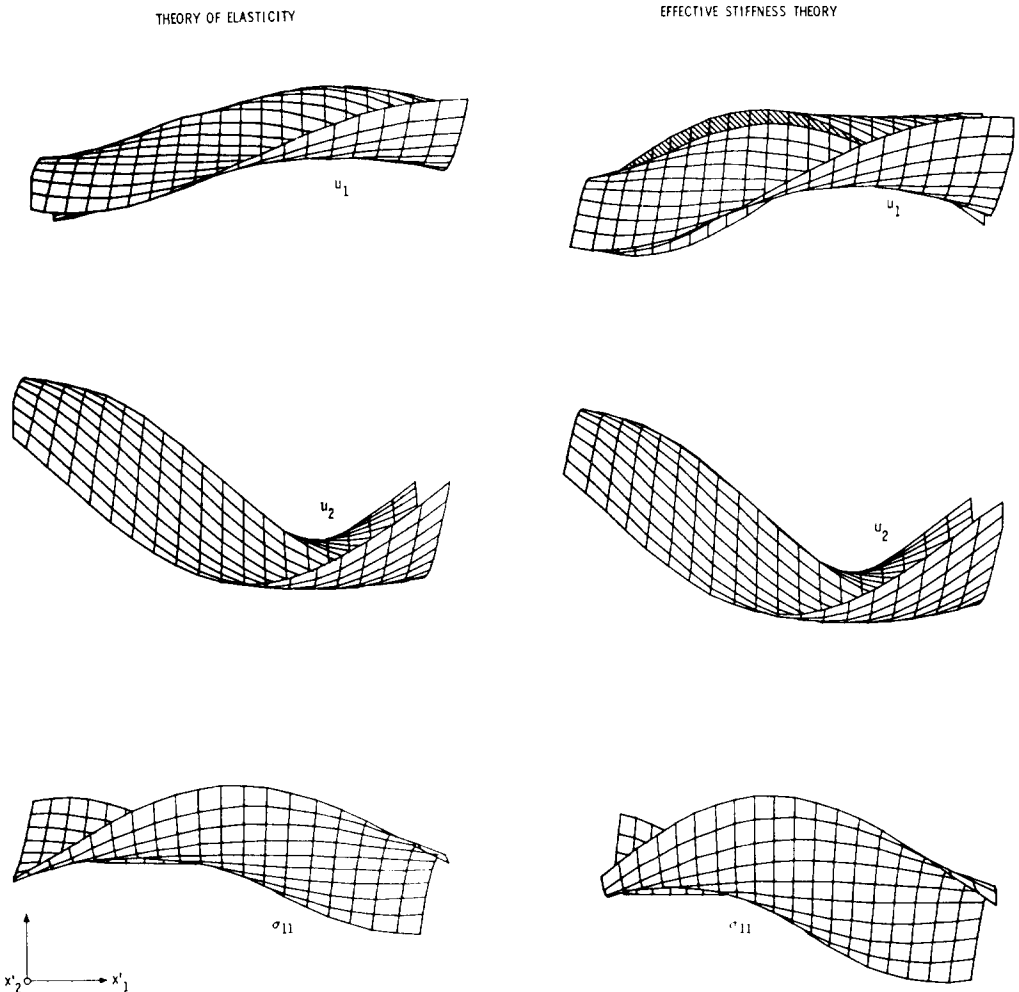 THEORY OF ELASTICITY
EFFECTIVE STIFFNESS THEORY
u1
u1
u2
u2
σ11
σ11
x'2
x'1